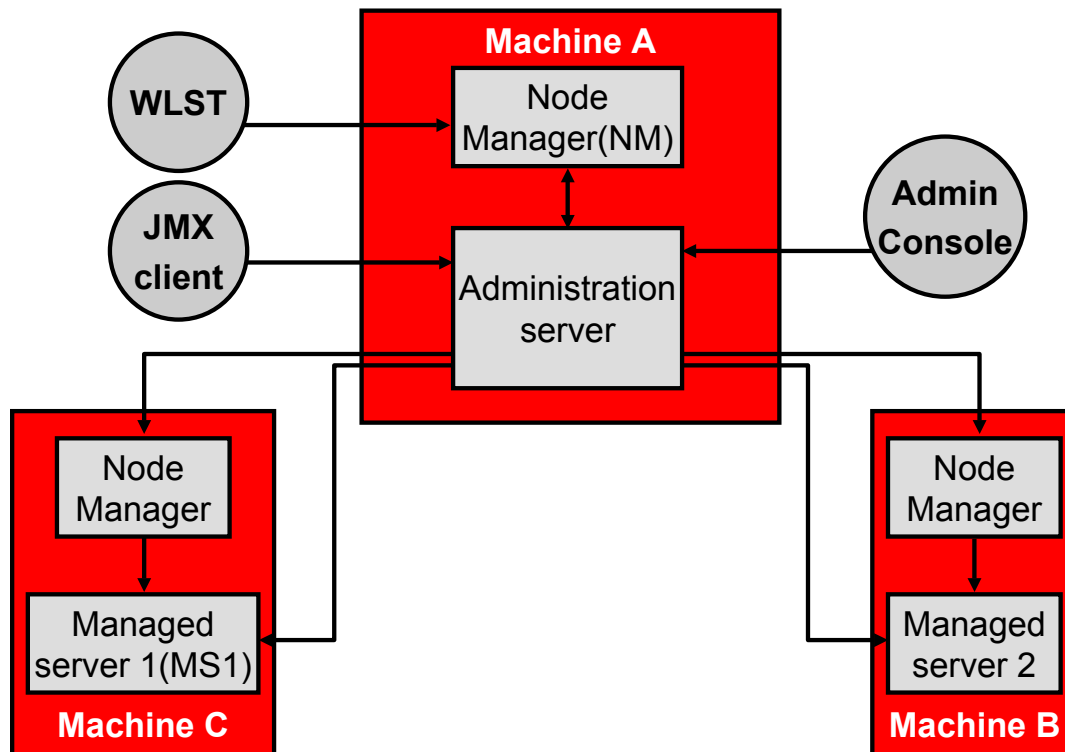 Machine A
WLST
Node
Manager(NM)
JMX
client
Admin
Console
Administration
server
Node
Manager
Managed
server 1(MS1)
Machine C
Node
Manager
Managed
server 2
Machine B